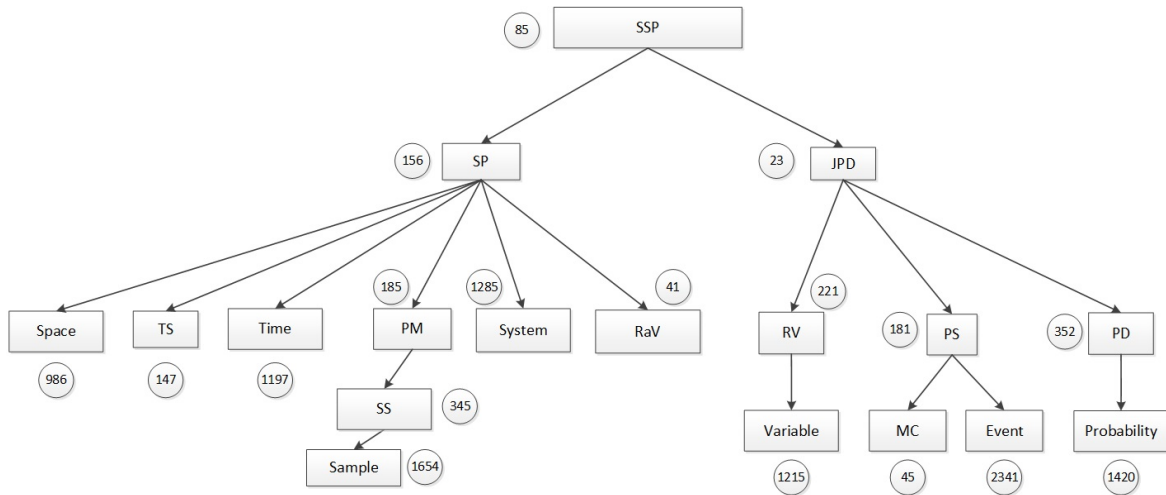 SSP
85
156
SP
23
JPD
185
1285
41
221
Space
TS
Time
PM
System
RaV
RV
181
PS
352
PD
986
147
1197
SS
345
Variable
MC
Event
Probability
Sample
1654
1215
45
2341
1420